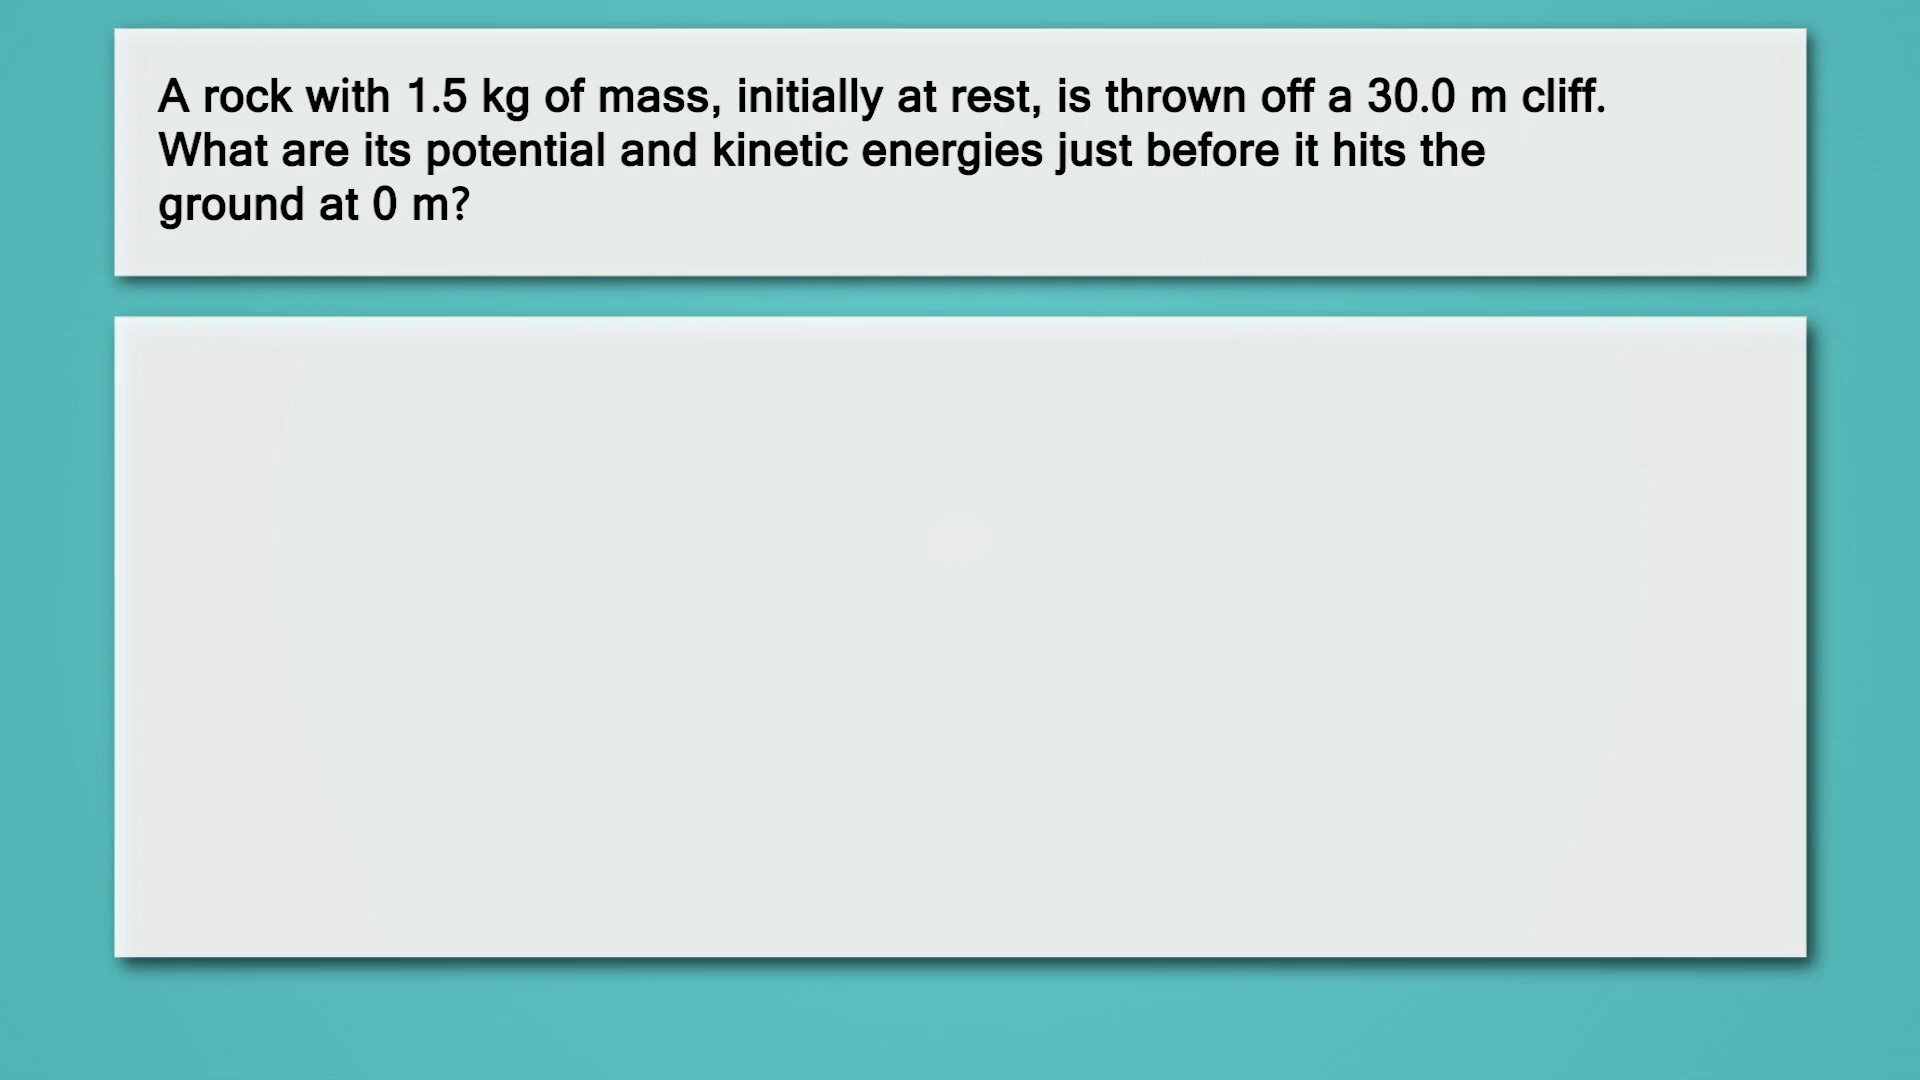 A rock with 1.5 kg of mass, initially at rest, is thrown off a 30.0 m cliff.
What are its potential and kinetic energies just before it hits the
ground at 0 m?